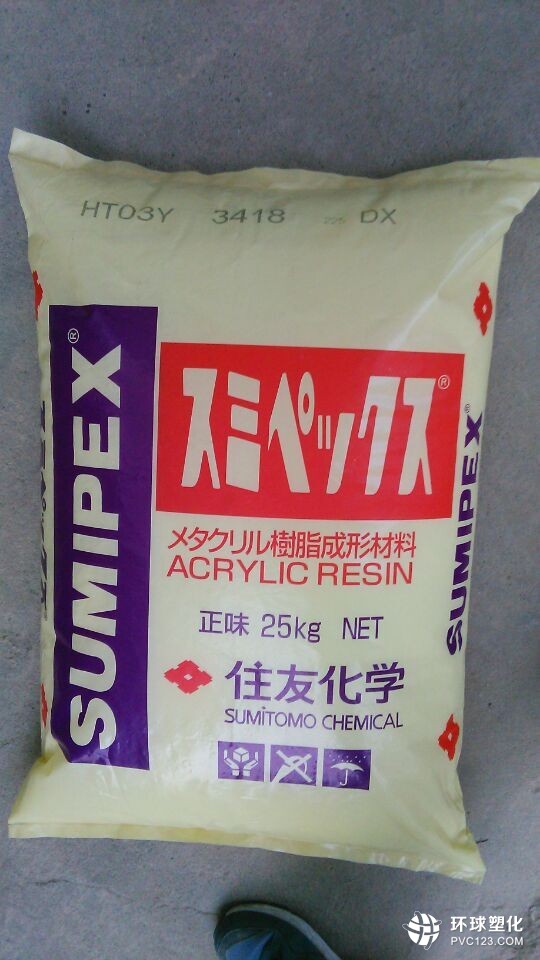 HT03Y 3418 225 DX
SUMIPEX®
スミペックス®
メタクリル樹脂成形材料
ACRYLIC RESIN
正味 25kg NET
住友化学
SUMITOMO CHEMICAL
SUMIPEX®
环球塑化
PVC123.COM